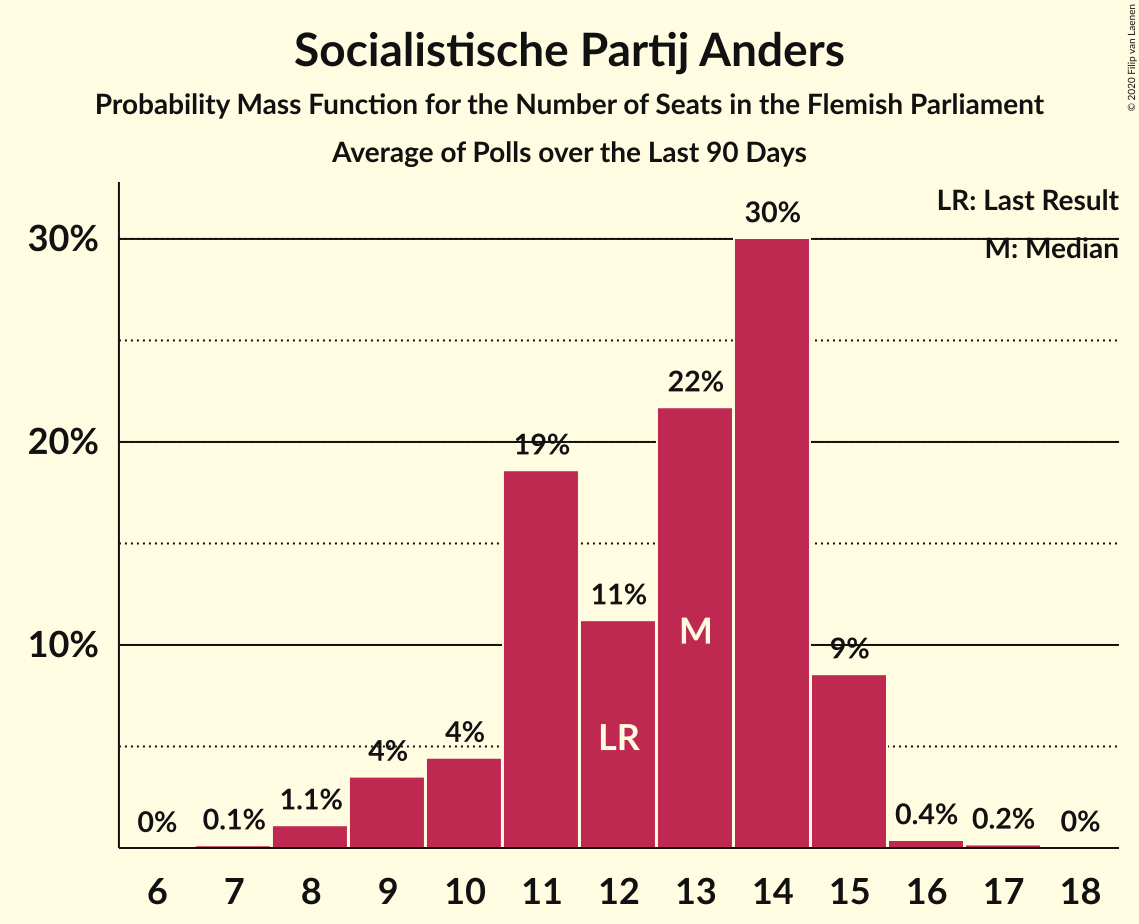 Socialistische Partij Anders
Probability Mass Function for the Number of Seats in the Flemish Parliament
Average of Polls over the Last 90 Days
© 2020 Filip van Laenen
LR: Last Result
M: Median
30%
20%
10%
0%
0.1%
1.1%
4%
4%
19%
11%
22%
30%
9%
0.4%
0.2%
0%
LR
M
6 7 8 9 10 11 12 13 14 15 16 17 18